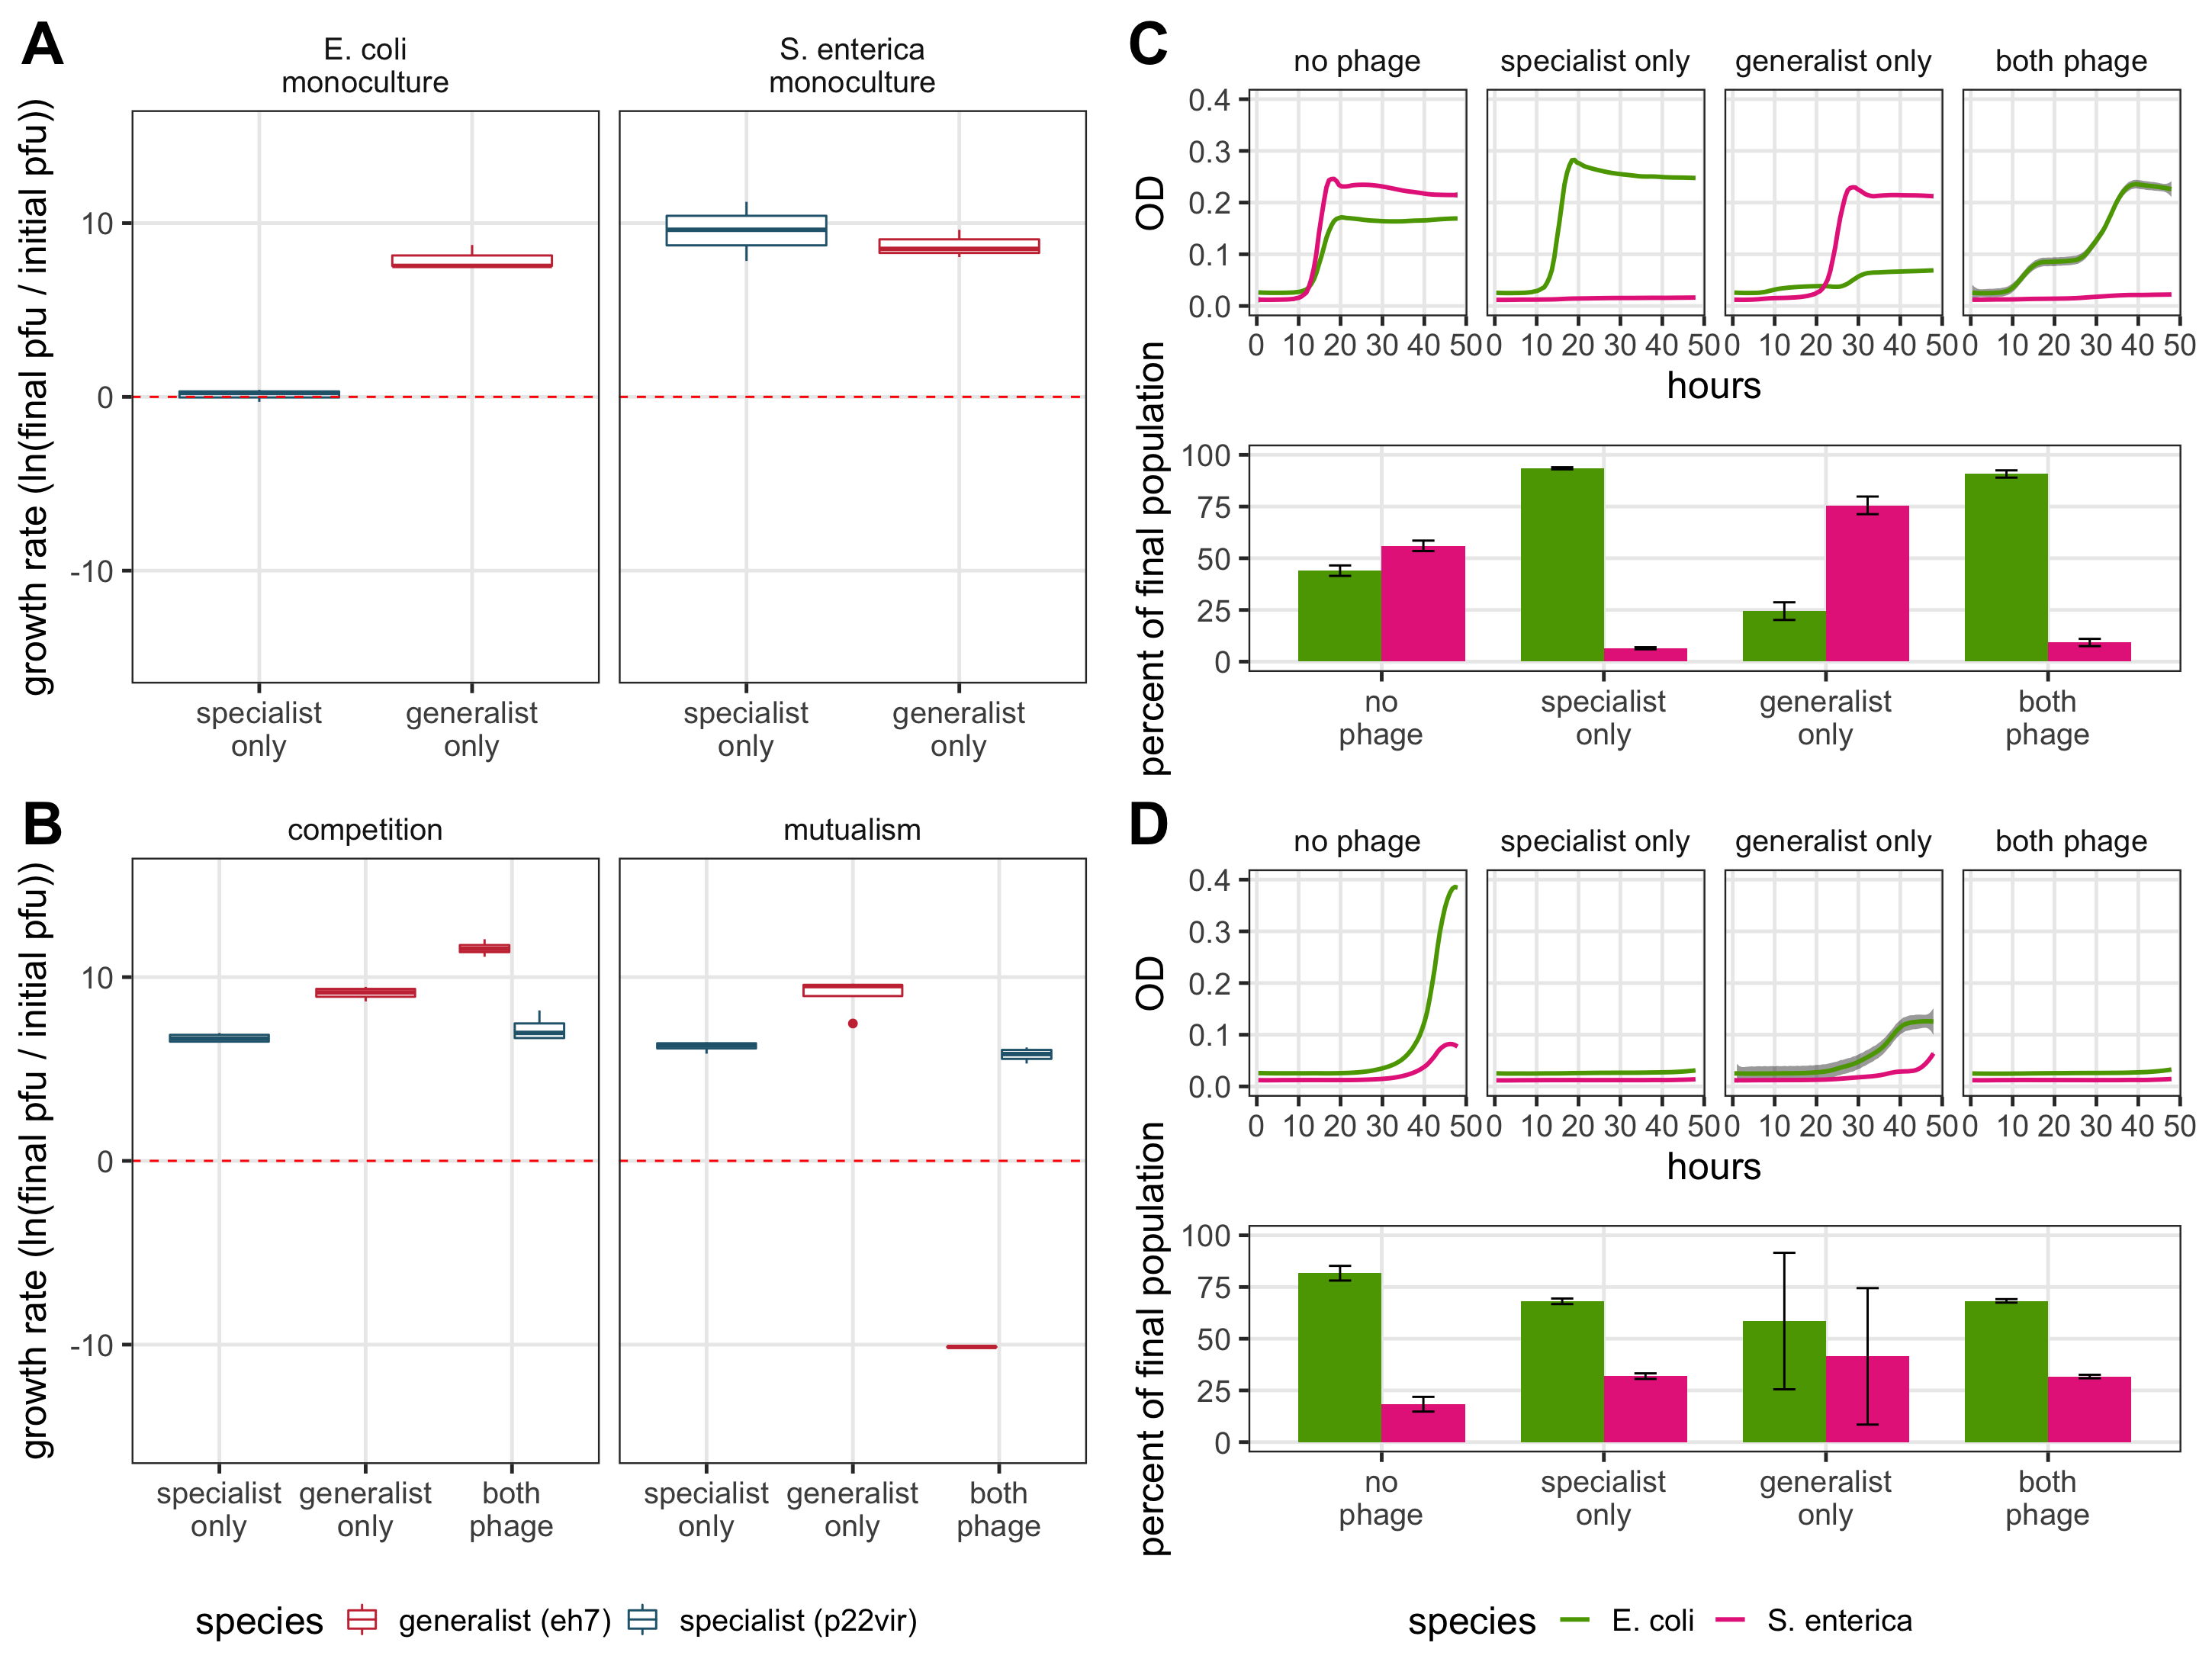 A
E. coli
monoculture
S. enterica
monoculture
growth rate (ln(final pfu / initial pfu))
10
0
-10
specialist
only
generalist
only
specialist
only
generalist
only
B
competition
mutualism
growth rate (ln(final pfu / initial pfu))
10
0
-10
specialist
only
generalist
only
both
phage
specialist
only
generalist
only
both
phage
species
generalist (eh7)
specialist (p22vir)
C
no phage
specialist only
generalist only
both phage
OD
0.4
0.3
0.2
0.1
0.0
0 10 20 30 40 50
0 10 20 30 40 50
0 10 20 30 40 50
0 10 20 30 40 50
hours
percent of final population
100
75
50
25
0
no
phage
specialist
only
generalist
only
both
phage
D
no phage
specialist only
generalist only
both phage
OD
0.4
0.3
0.2
0.1
0.0
0 10 20 30 40 50
0 10 20 30 40 50
0 10 20 30 40 50
0 10 20 30 40 50
hours
percent of final population
100
75
50
25
0
no
phage
specialist
only
generalist
only
both
phage
species
E. coli
S. enterica